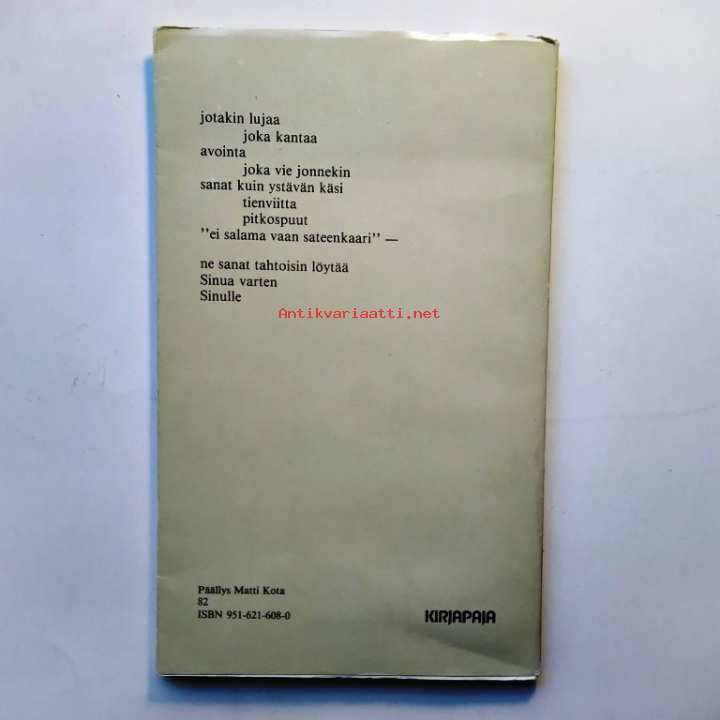 jotakin lujaa
joka kantaa
avointa
joka vie jonnekin
sanat kuin ystävän käsi
tienviitta
pitkospuut
”ei salama vaan sateenkaari” —
ne sanat tahtoisin löytää
Sinua varten
Sinulle
Antikvariaatti.net
Päällys Matti Kota
82
ISBN 951-621-608-0
KIRJAPAJA